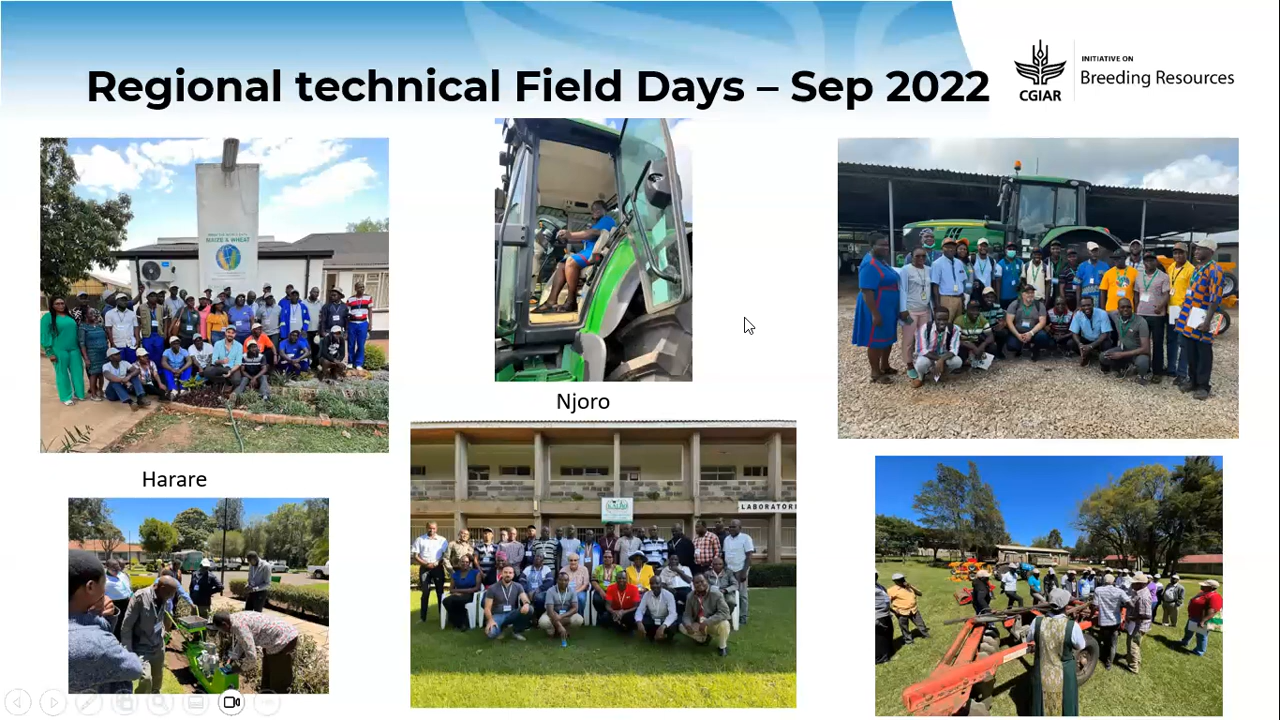 Regional technical Field Days – Sep 2022
INITIATIVE ON
Breeding Resources
CGIAR
MAIZE & WHEAT
Njoro
Harare
LABORATORI